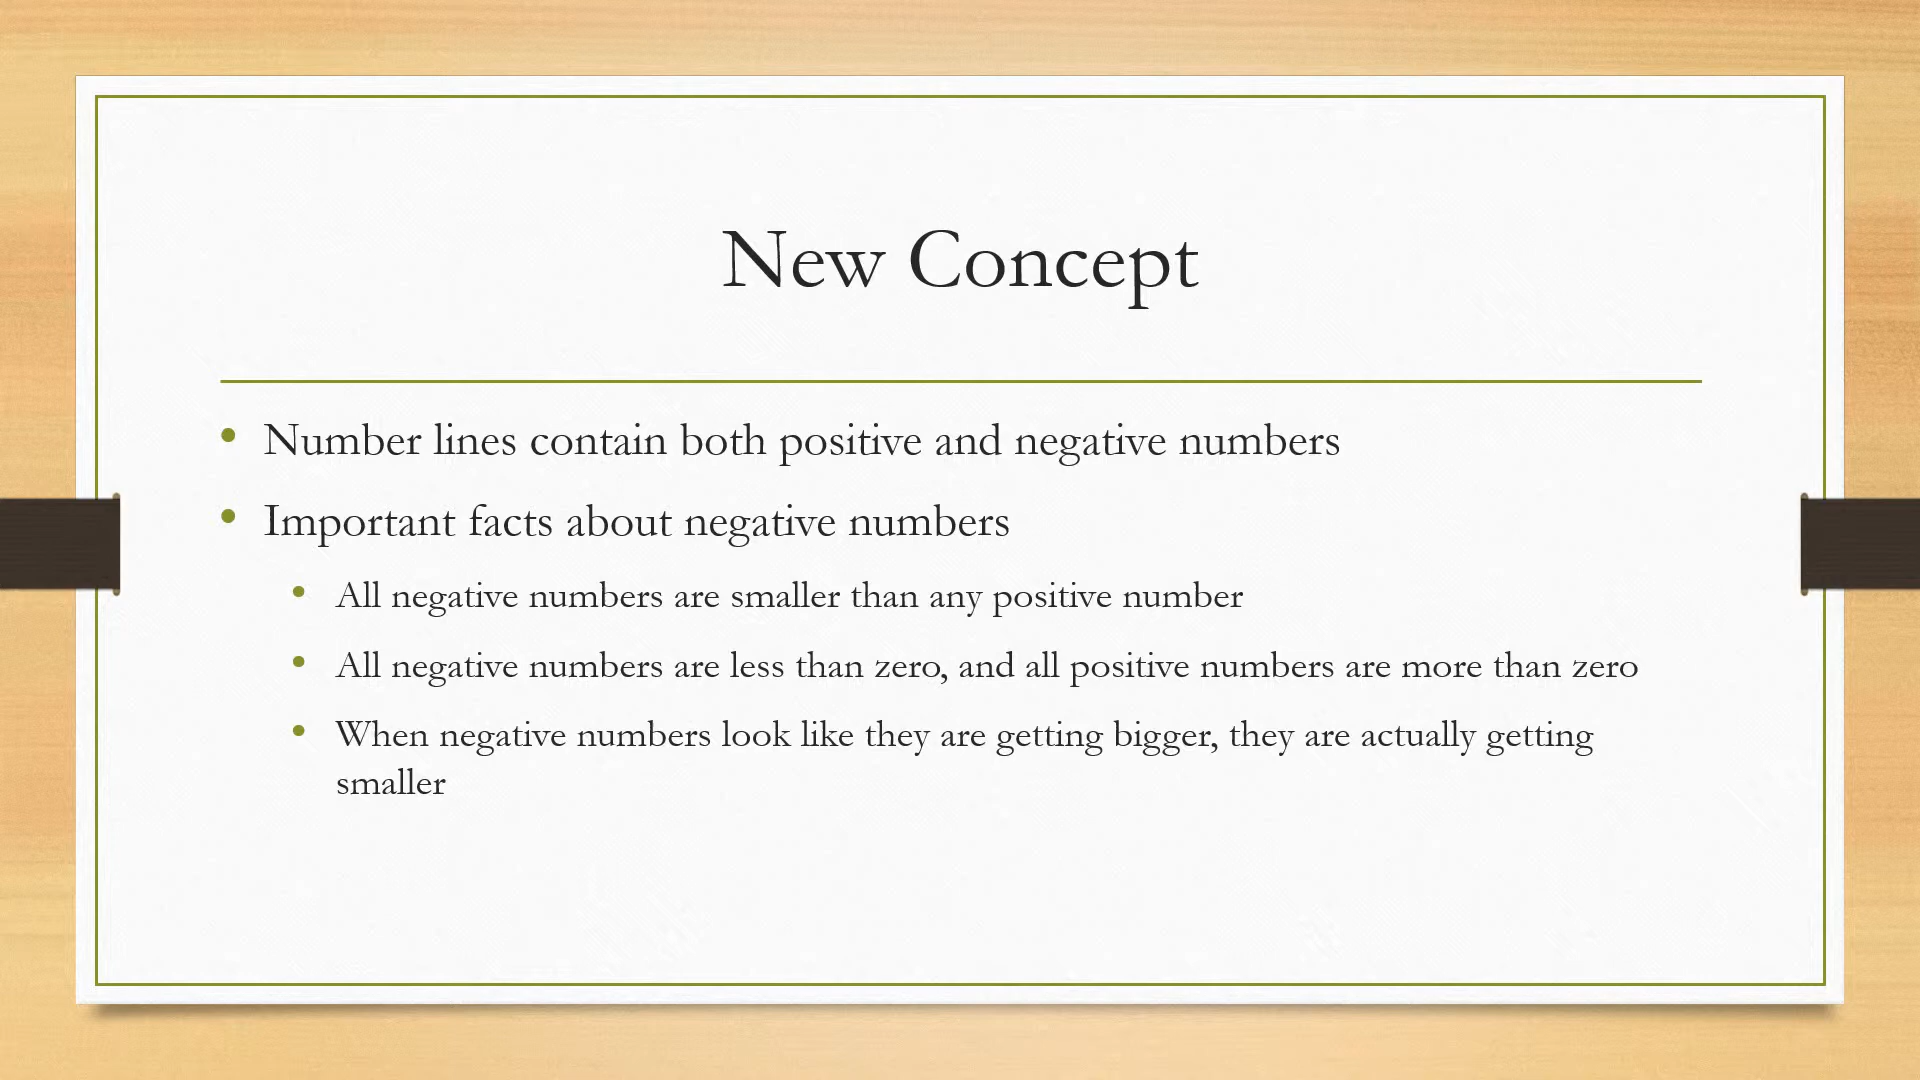 New Concept
• Number lines contain both positive and negative numbers
• Important facts about negative numbers
• All negative numbers are smaller than any positive number
• All negative numbers are less than zero, and all positive numbers are more than zero
• When negative numbers look like they are getting bigger, they are actually getting
smaller